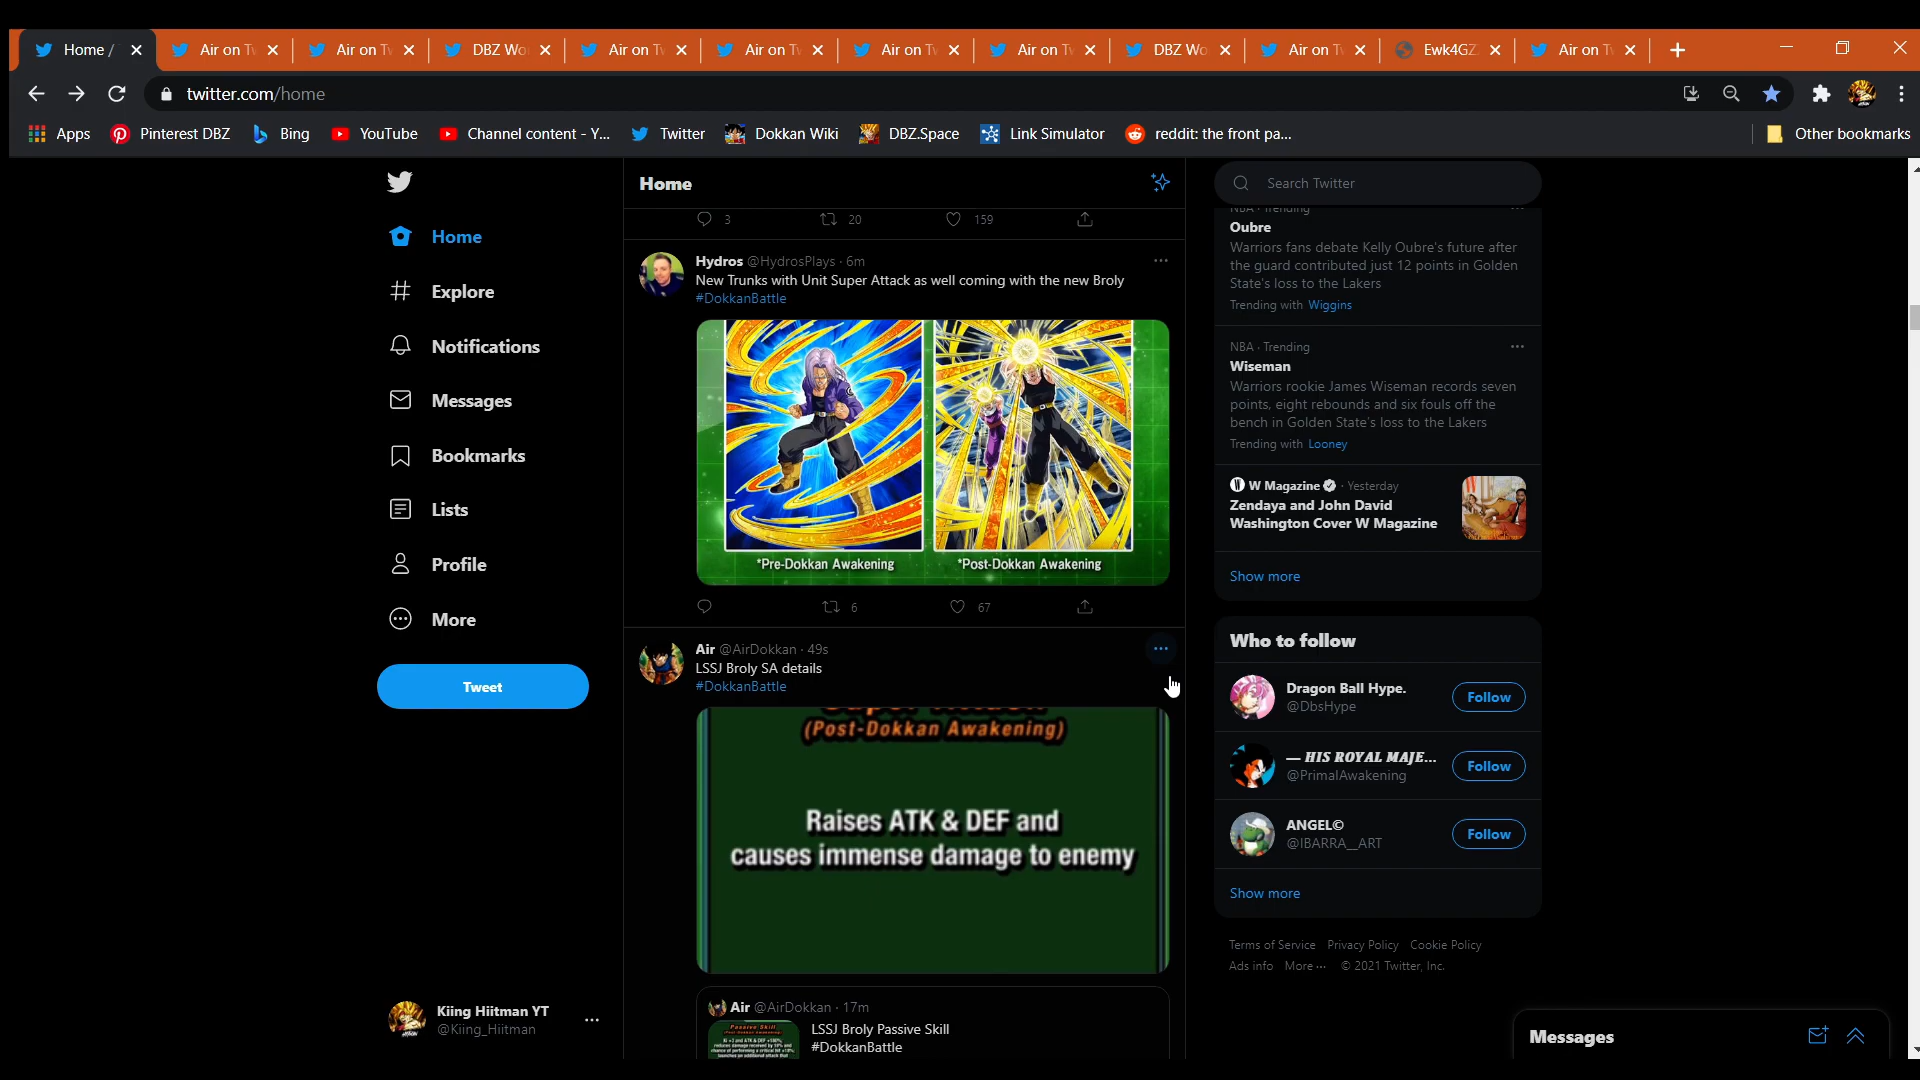 Home /
Air on Tw
Air on Tw
DBZ Wo
Air on Tw
Air on Tw
Air on Tw
Air on Tw
DBZ Wo
Air on Tw
Ewk4GZ
Air on Tw
twitter.com/home
Apps
Pinterest DBZ
Bing
YouTube
Channel content - Y...
Twitter
Dokkan Wiki
DBZ.Space
Link Simulator
reddit: the front pa...
Other bookmarks
Home
Explore
Notifications
Messages
Bookmarks
Lists
Profile
More
Tweet
Kiing Hiitman YT
@Kiing_Hiitman
Home
3 20 159
Hydros @HydrosPlays · 6m
New Trunks with Unit Super Attack as well coming with the new Broly
#DokkanBattle
*Pre-Dokkan Awakening *Post-Dokkan Awakening
6 67
Air @AirDokkan · 49s
LSSJ Broly SA details
#DokkanBattle
Super Attack
(Post-Dokkan Awakening)
Raises ATK & DEF and
causes immense damage to enemy
Air @AirDokkan · 17m
LSSJ Broly Passive Skill
#DokkanBattle
Passive Skill
(Post-Dokkan Awakening)
Search Twitter
NBA · Trending
Oubre
Warriors fans debate Kelly Oubre's future after
the guard contributed just 12 points in Golden
State's loss to the Lakers
Trending with Wiggins
NBA · Trending
Wiseman
Warriors rookie James Wiseman records seven
points, eight rebounds and six fouls off the
bench in Golden State's loss to the Lakers
Trending with Looney
W Magazine · Yesterday
Zendaya and John David
Washington Cover W Magazine
Show more
Who to follow
Dragon Ball Hype.
@DbsHype
Follow
— HIS ROYAL MAJE...
@PrimalAwakening
Follow
ANGEL©
@IBARRA__ART
Follow
Show more
Terms of Service Privacy Policy Cookie Policy
Ads info More ··· © 2021 Twitter, Inc.
Messages